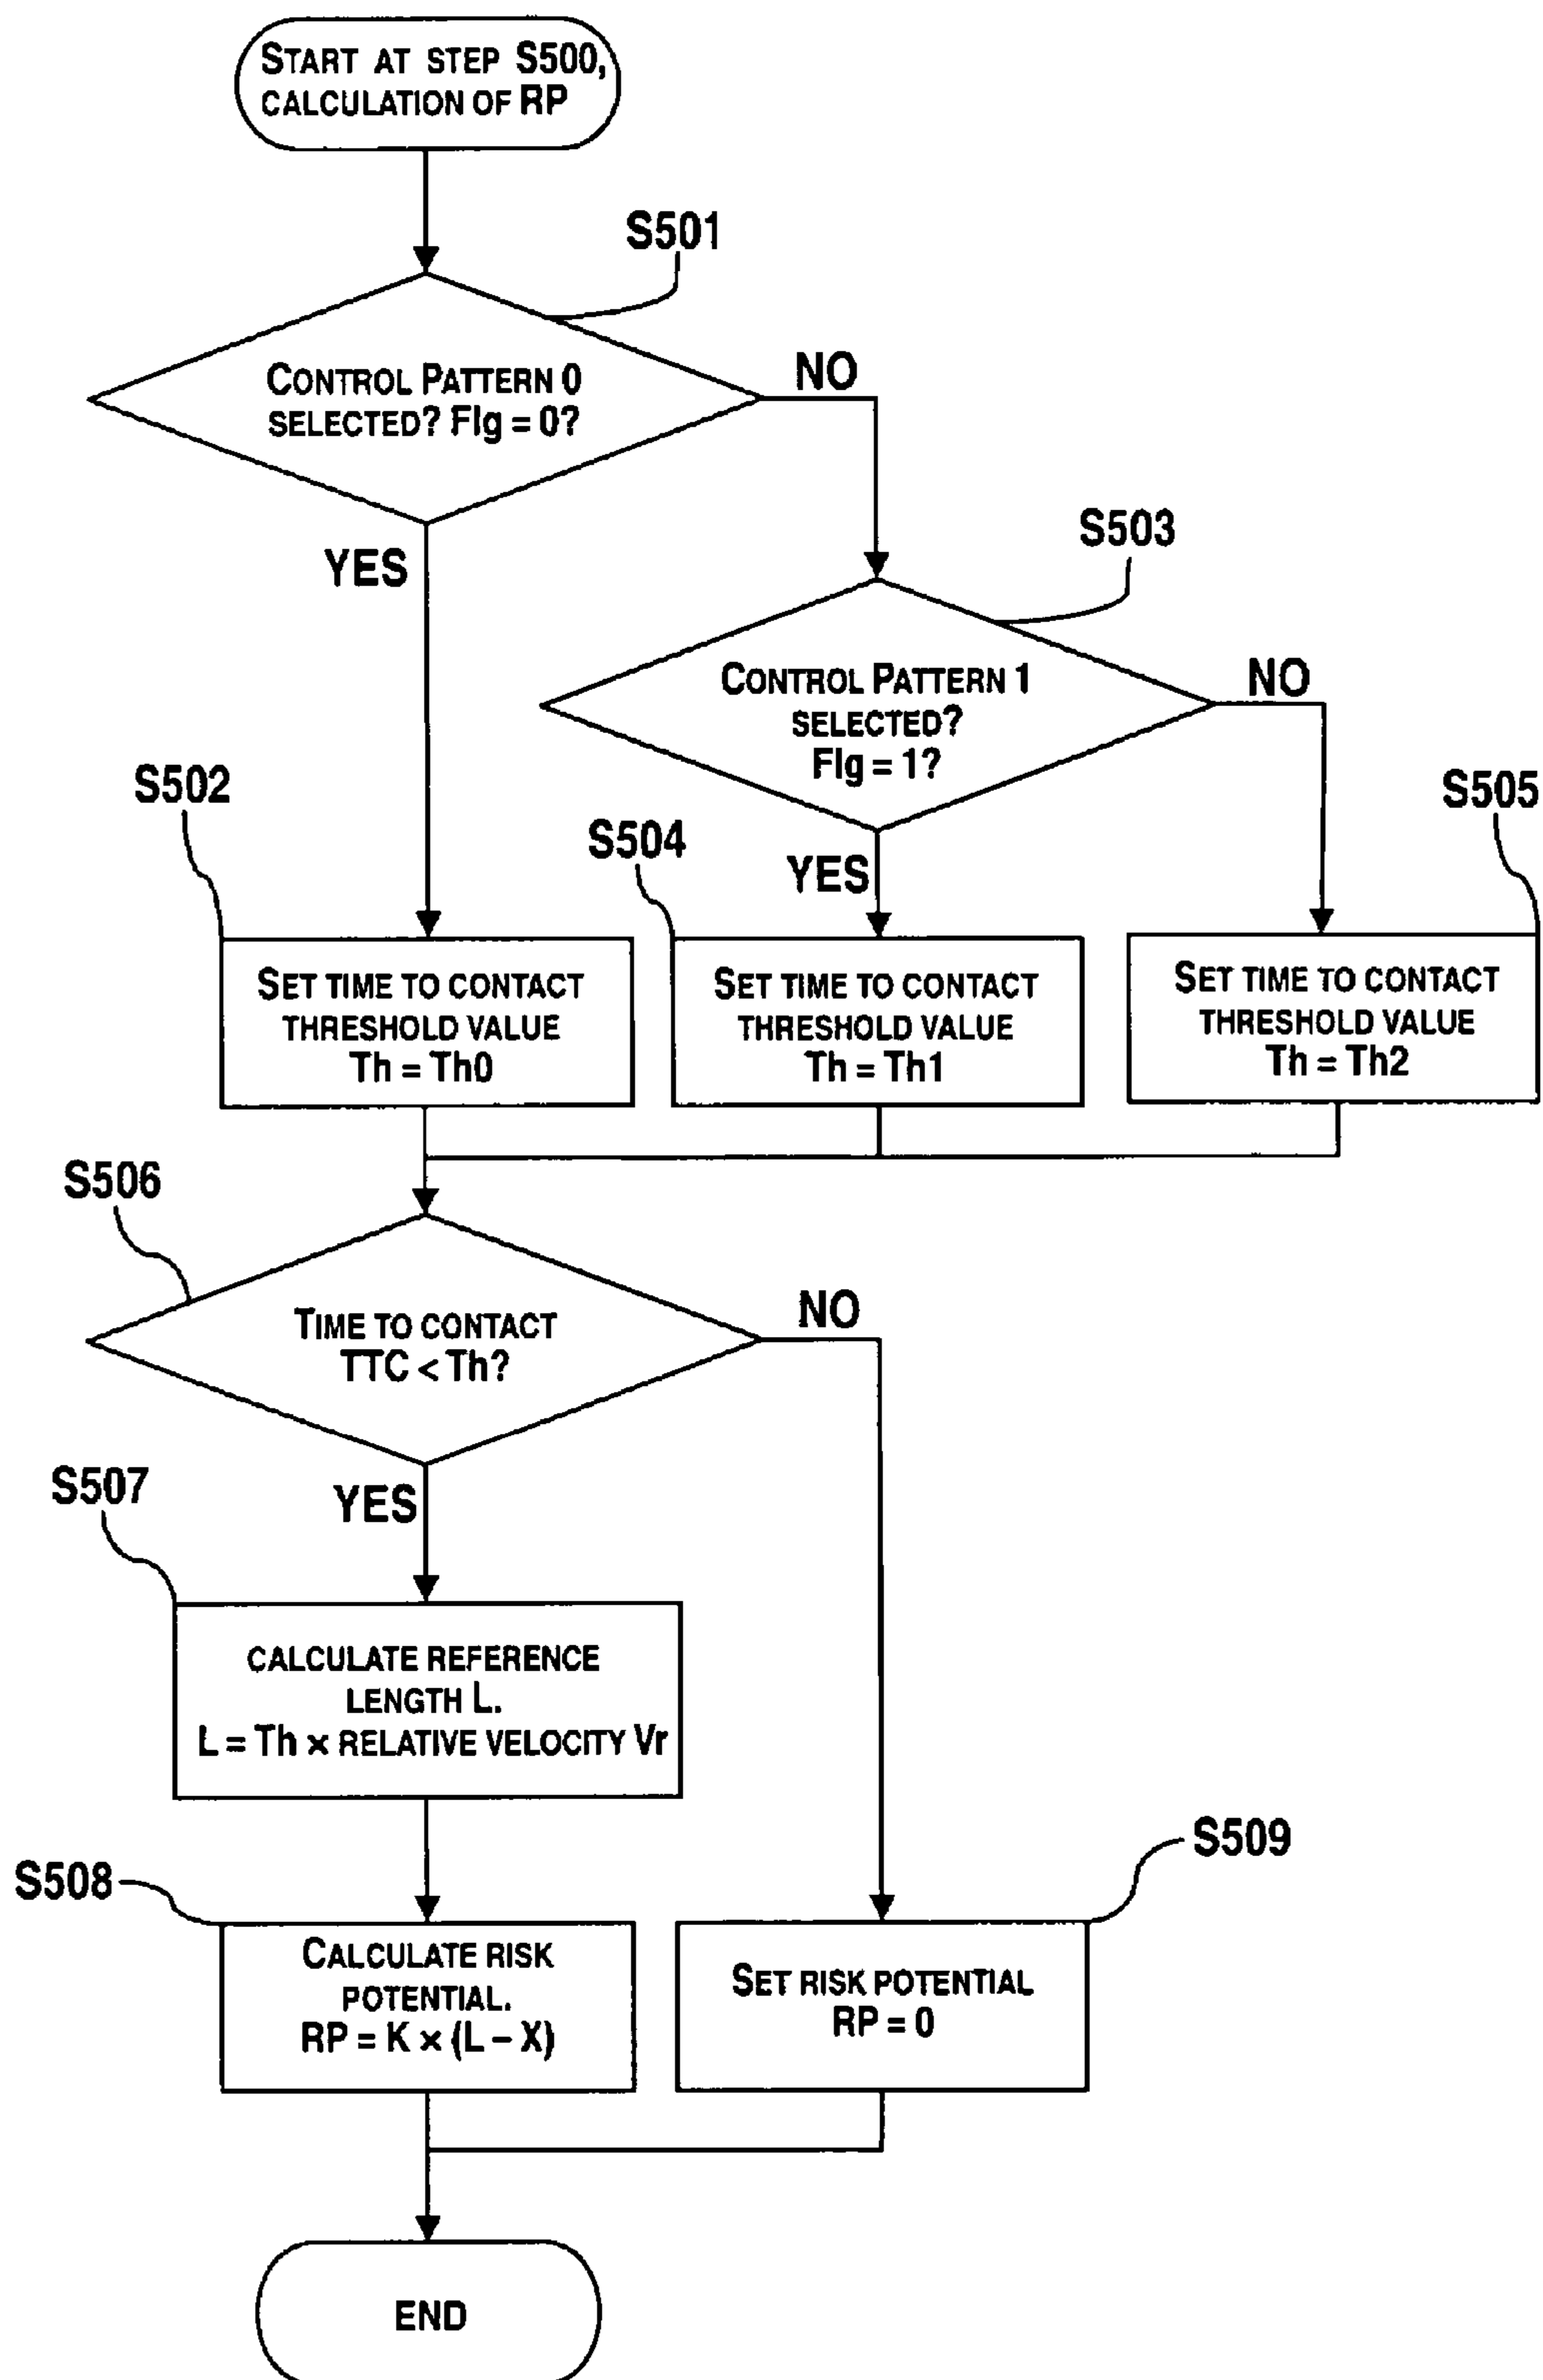 START AT STEP S500,
CALCULATION OF RP
S501
CONTROL PATTERN 0
SELECTED? Flg = 0?
NO
YES
S503
CONTROL PATTERN 1
SELECTED?
Flg = 1?
NO
YES
S502
SET TIME TO CONTACT
THRESHOLD VALUE
Th = Th0
S504
SET TIME TO CONTACT
THRESHOLD VALUE
Th = Th1
S505
SET TIME TO CONTACT
THRESHOLD VALUE
Th = Th2
S506
TIME TO CONTACT
TTC < Th?
NO
YES
S507
CALCULATE REFERENCE
LENGTH L.
L = Th × RELATIVE VELOCITY Vr
S508
CALCULATE RISK
POTENTIAL.
RP = K × (L – X)
S509
SET RISK POTENTIAL
RP = 0
END